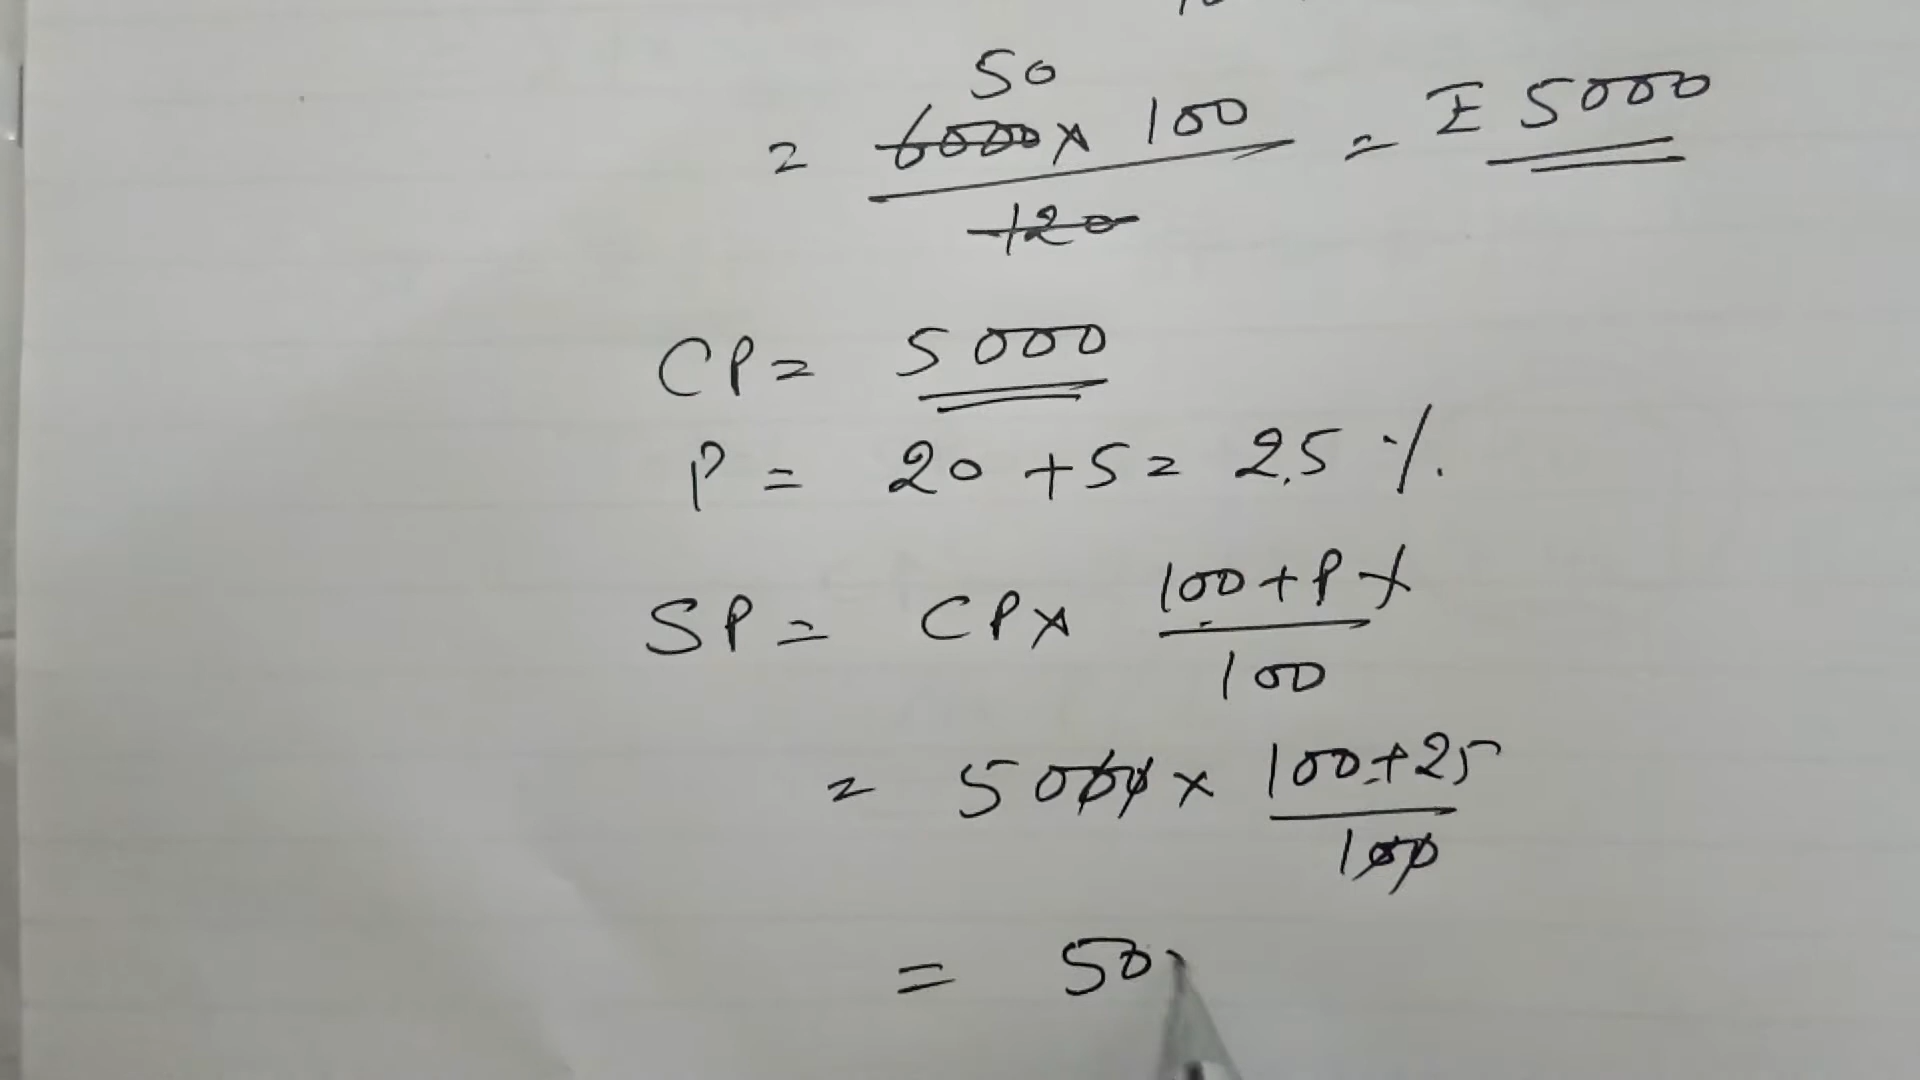 50
= 6000 x 100 = ₹ 5000
120
CP = 5000
P = 20 + 5 = 25 %.
SP = CP x 100 + P
100
= 5000 x 100 + 25
100
= 50